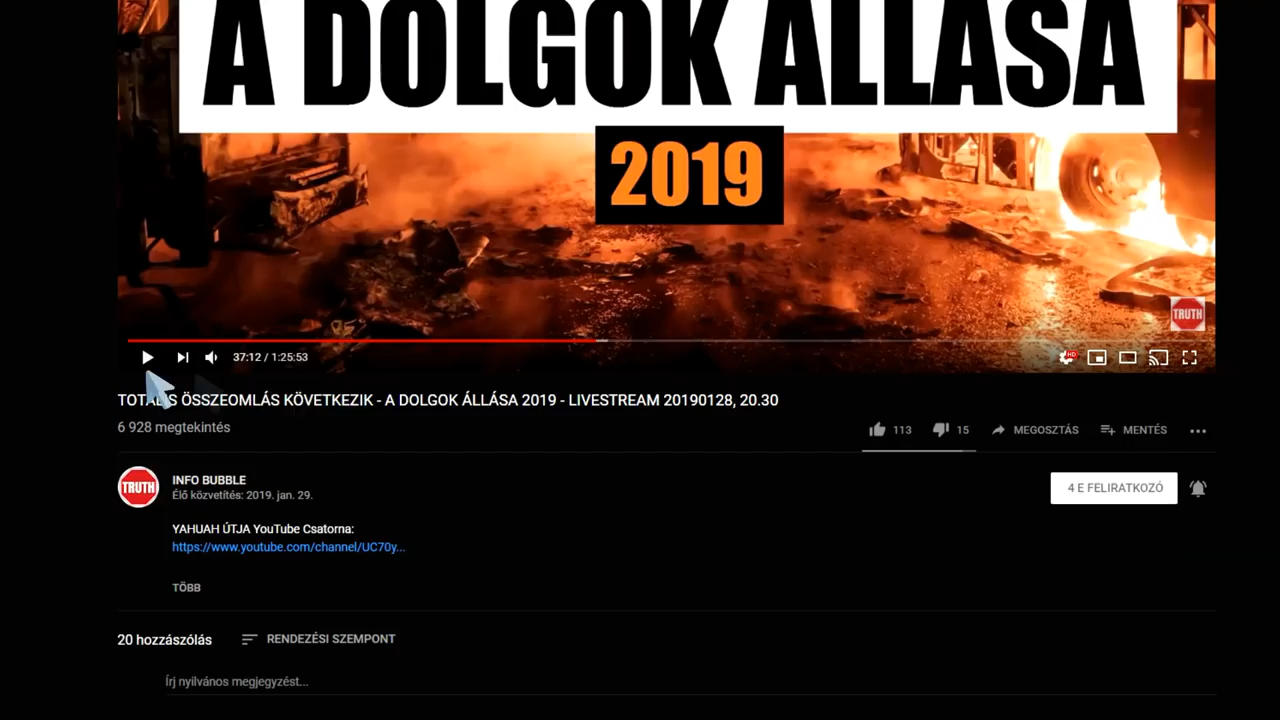 A DOLGOK ÁLLÁSA
2019
TRUTH
37:12 / 1:25:53
HD
TOTÁLIS ÖSSZEOMLÁS KÖVETKEZIK - A DOLGOK ÁLLÁSA 2019 - LIVESTREAM 20190128, 20.30
6 928 megtekintés
113
15
MEGOSZTÁS
MENTÉS
TRUTH
INFO BUBBLE
Élő közvetítés: 2019. jan. 29.
4 E FELIRATKOZÓ
YAHUAH ÚTJA YouTube Csatorna:
https://www.youtube.com/channel/UC70y...
TÖBB
20 hozzászólás
RENDEZÉSI SZEMPONT
Írj nyilvános megjegyzést...